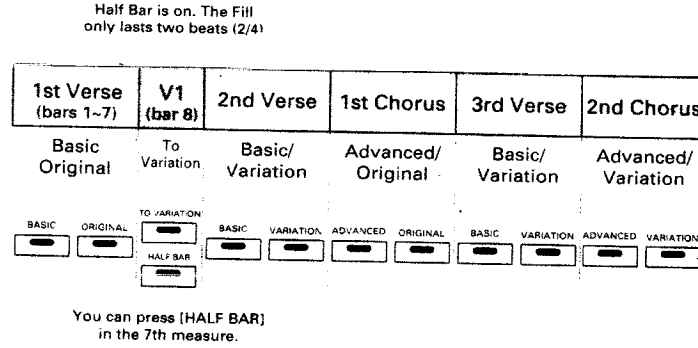 Half Bar is on. The Fill
only lasts two beats (2/4)
1st Verse
(bars 1~7)
V1
(bar 8)
2nd Verse
1st Chorus
3rd Verse
2nd Chorus
Basic
Original
To
Variation
Basic/
Variation
Advanced/
Original
Basic/
Variation
Advanced/
Variation
BASIC ORIGINAL
TO VARIATION
HALF BAR
BASIC VARIATION
ADVANCED ORIGINAL
BASIC VARIATION
ADVANCED VARIATION
You can press [HALF BAR]
in the 7th measure.